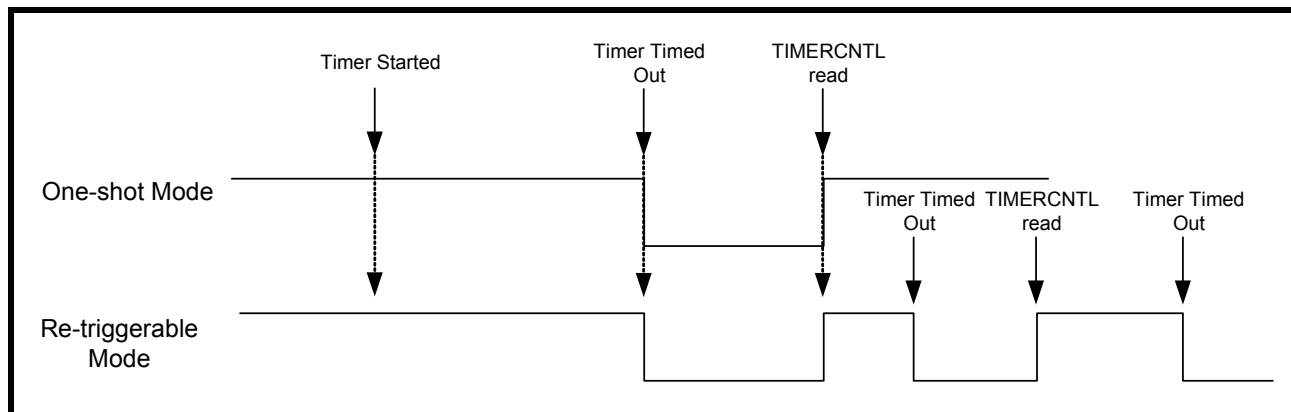 Timer Started
Timer Timed
Out
TIMERCNTL
read
One-shot Mode
Timer Timed
Out
TIMERCNTL
read
Timer Timed
Out
Re-triggerable
Mode